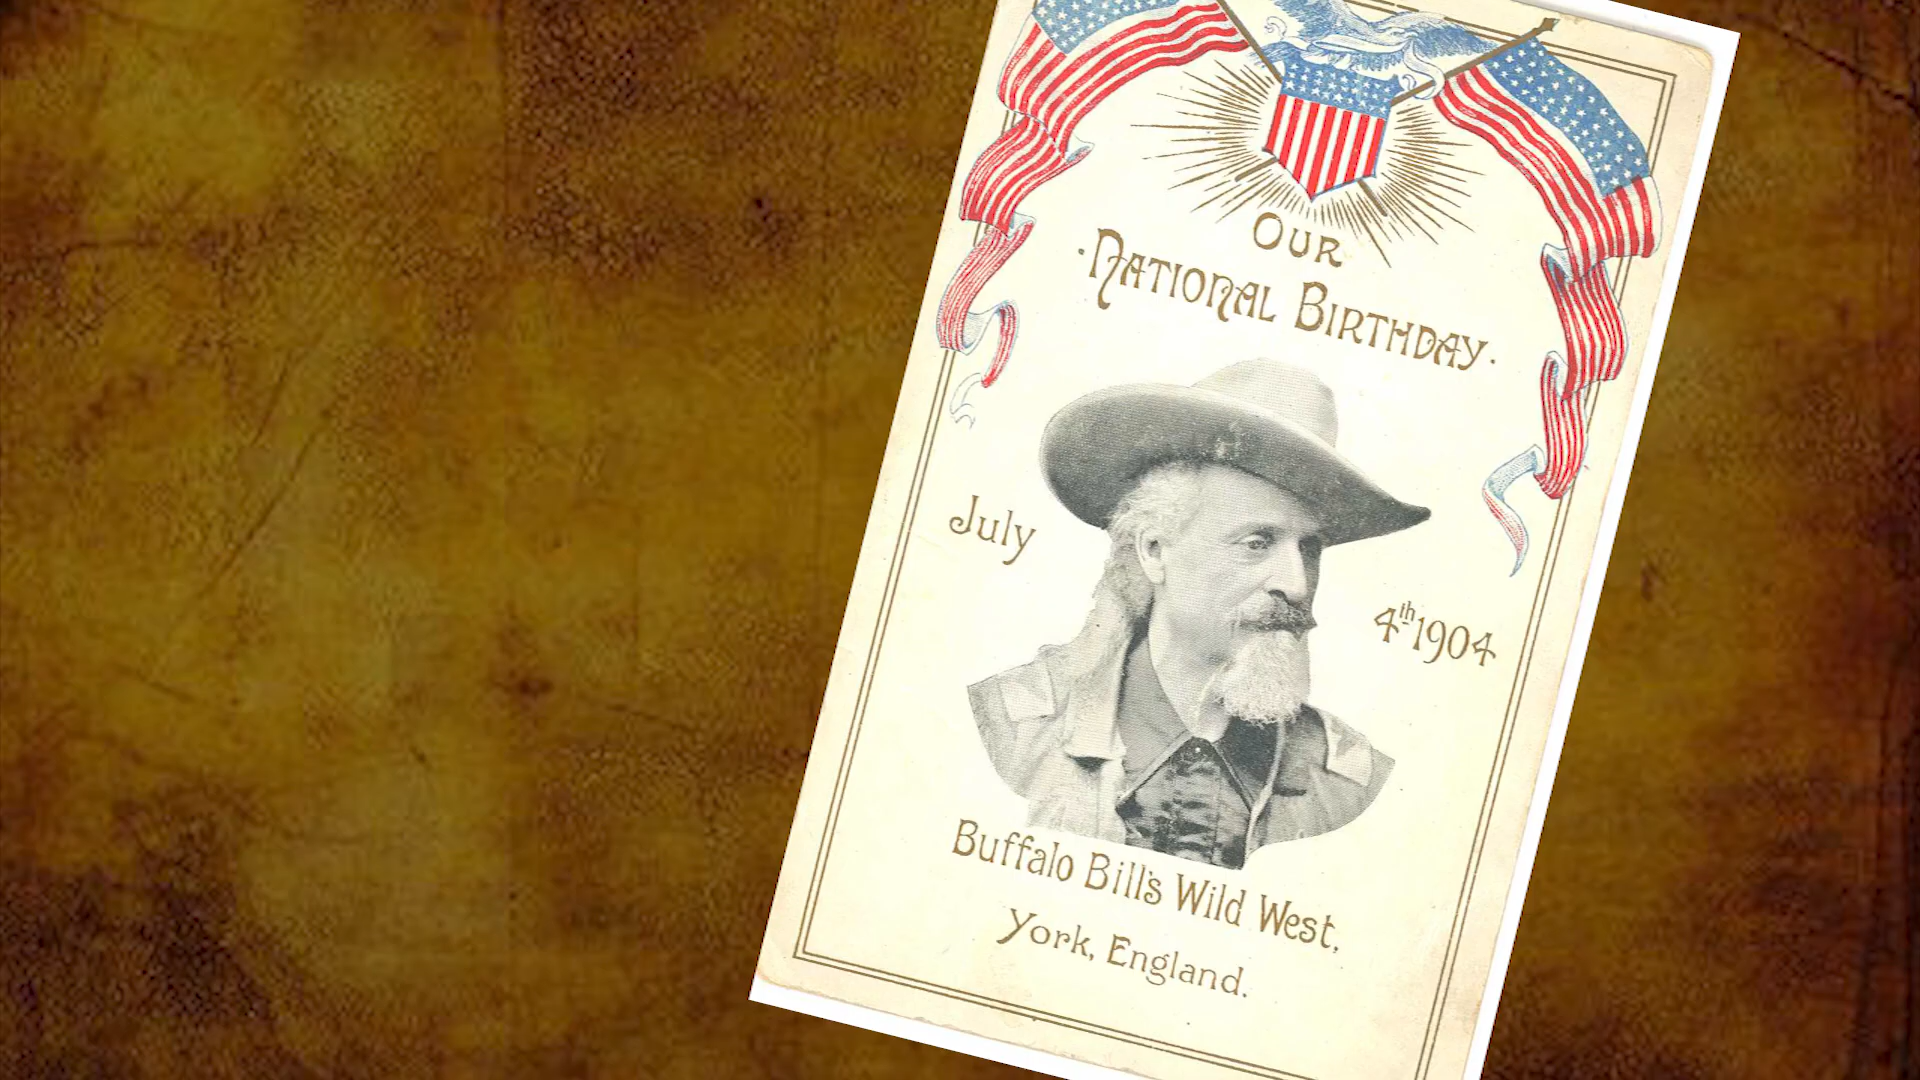 OUR
·NATIONAL BIRTHDAY·
July
4th 1904
Buffalo Bill's Wild West,
York, England.